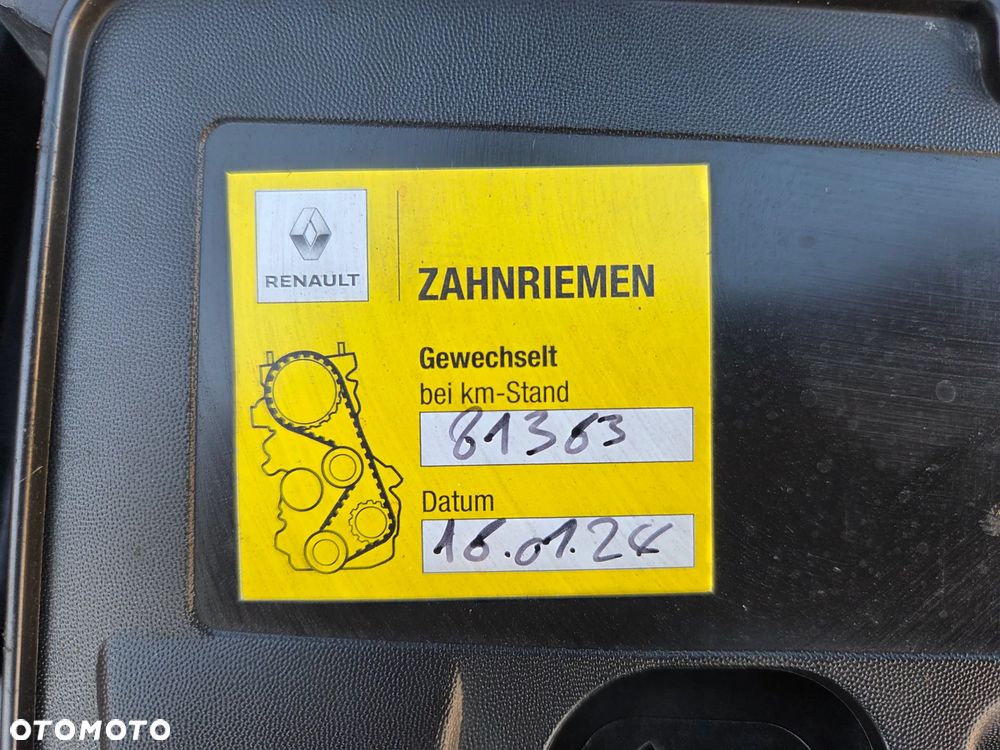 RENAULT
ZAHNRIEMEN
Gewechselt
bei km-Stand
81363
Datum
16.01.24
OTOMOTO